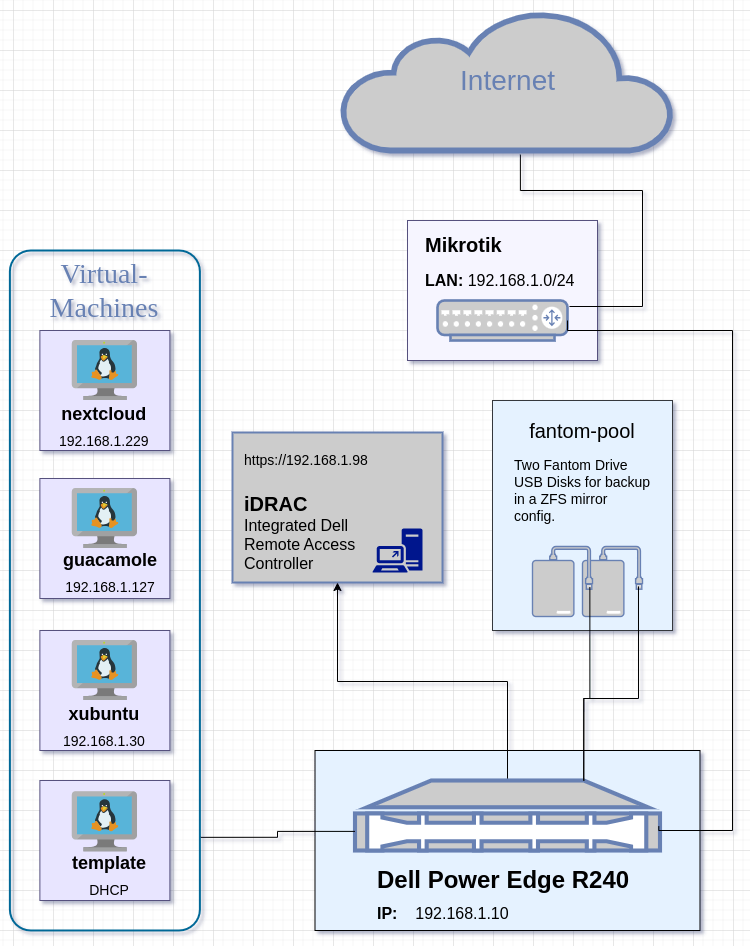 Internet
Mikrotik
LAN: 192.168.1.0/24
Virtual-
Machines
nextcloud
192.168.1.229
guacamole
192.168.1.127
xubuntu
192.168.1.30
template
DHCP
https://192.168.1.98
iDRAC
Integrated Dell
Remote Access
Controller
fantom-pool
Two Fantom Drive
USB Disks for backup
in a ZFS mirror
config.
Dell Power Edge R240
IP: 192.168.1.10